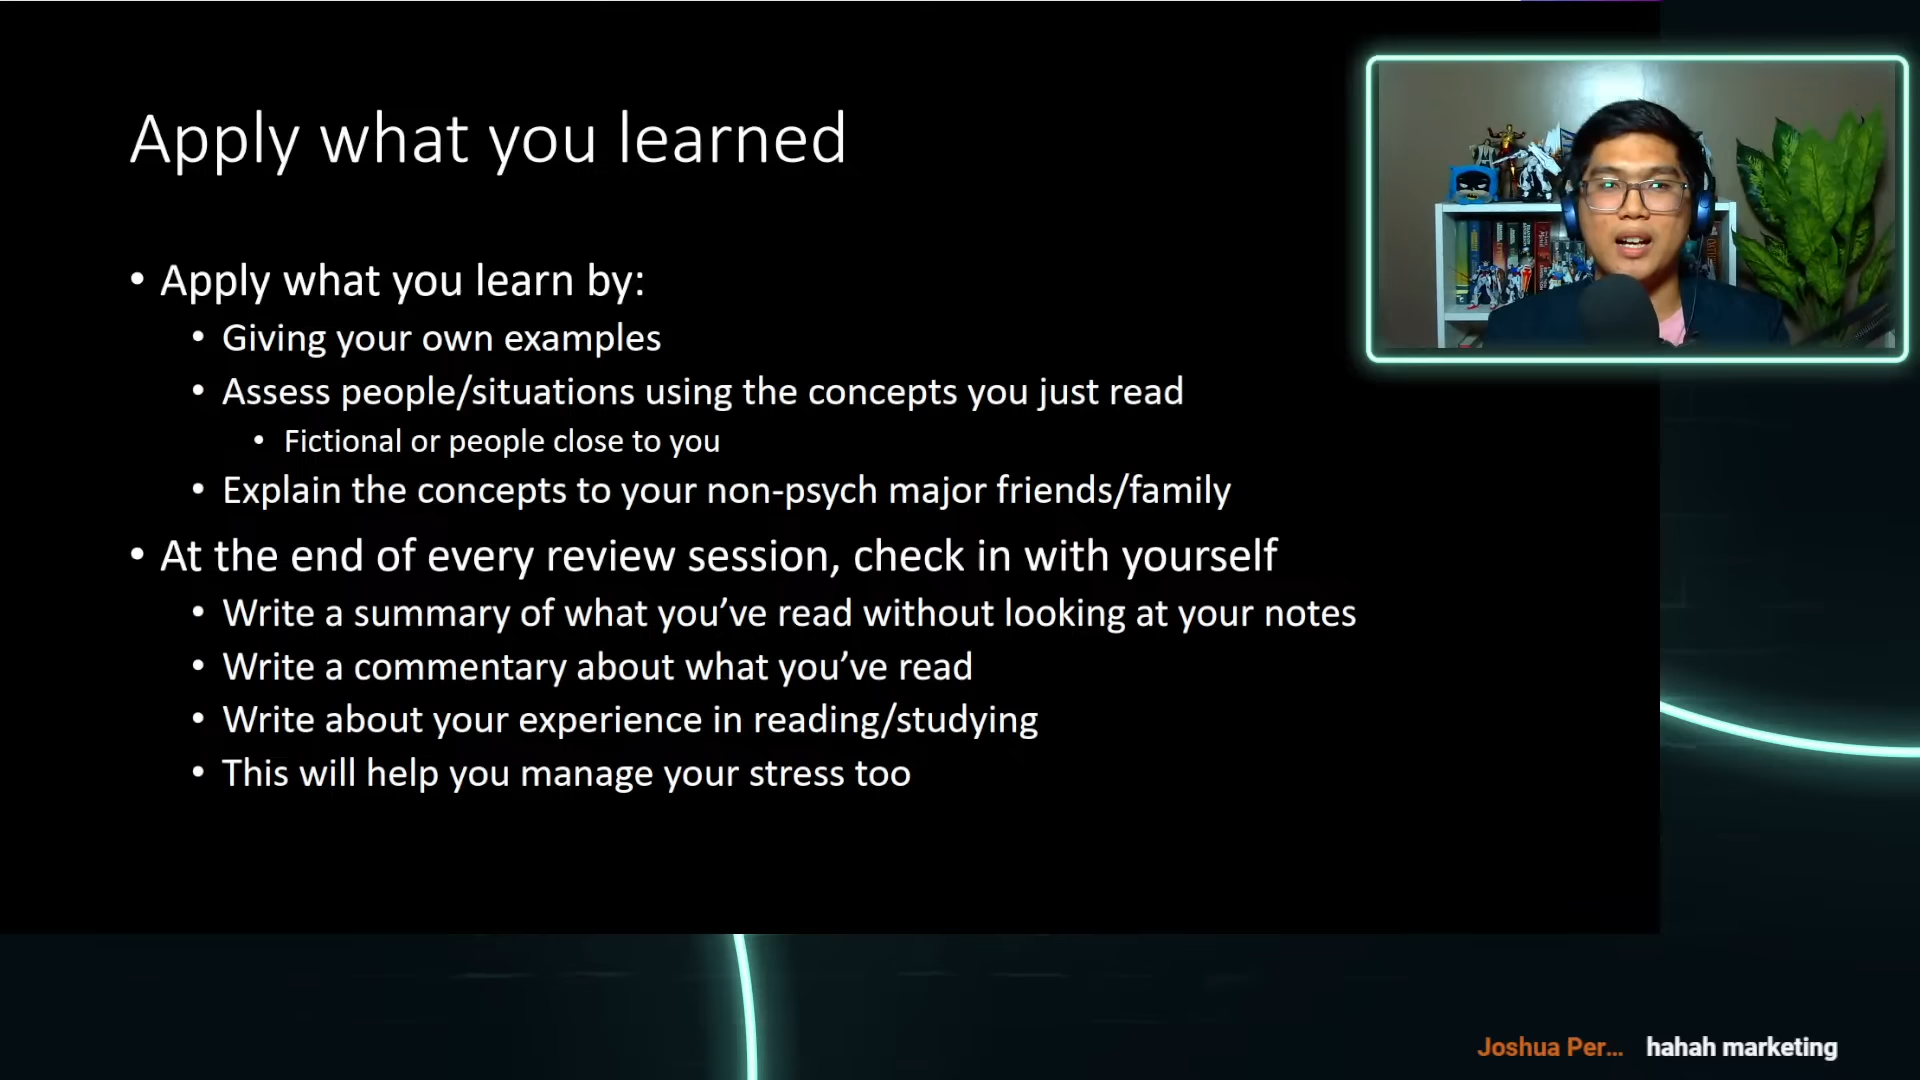 Apply what you learned
• Apply what you learn by:
• Giving your own examples
• Assess people/situations using the concepts you just read
• Fictional or people close to you
• Explain the concepts to your non-psych major friends/family
• At the end of every review session, check in with yourself
• Write a summary of what you’ve read without looking at your notes
• Write a commentary about what you’ve read
• Write about your experience in reading/studying
• This will help you manage your stress too
Joshua Per... hahah marketing